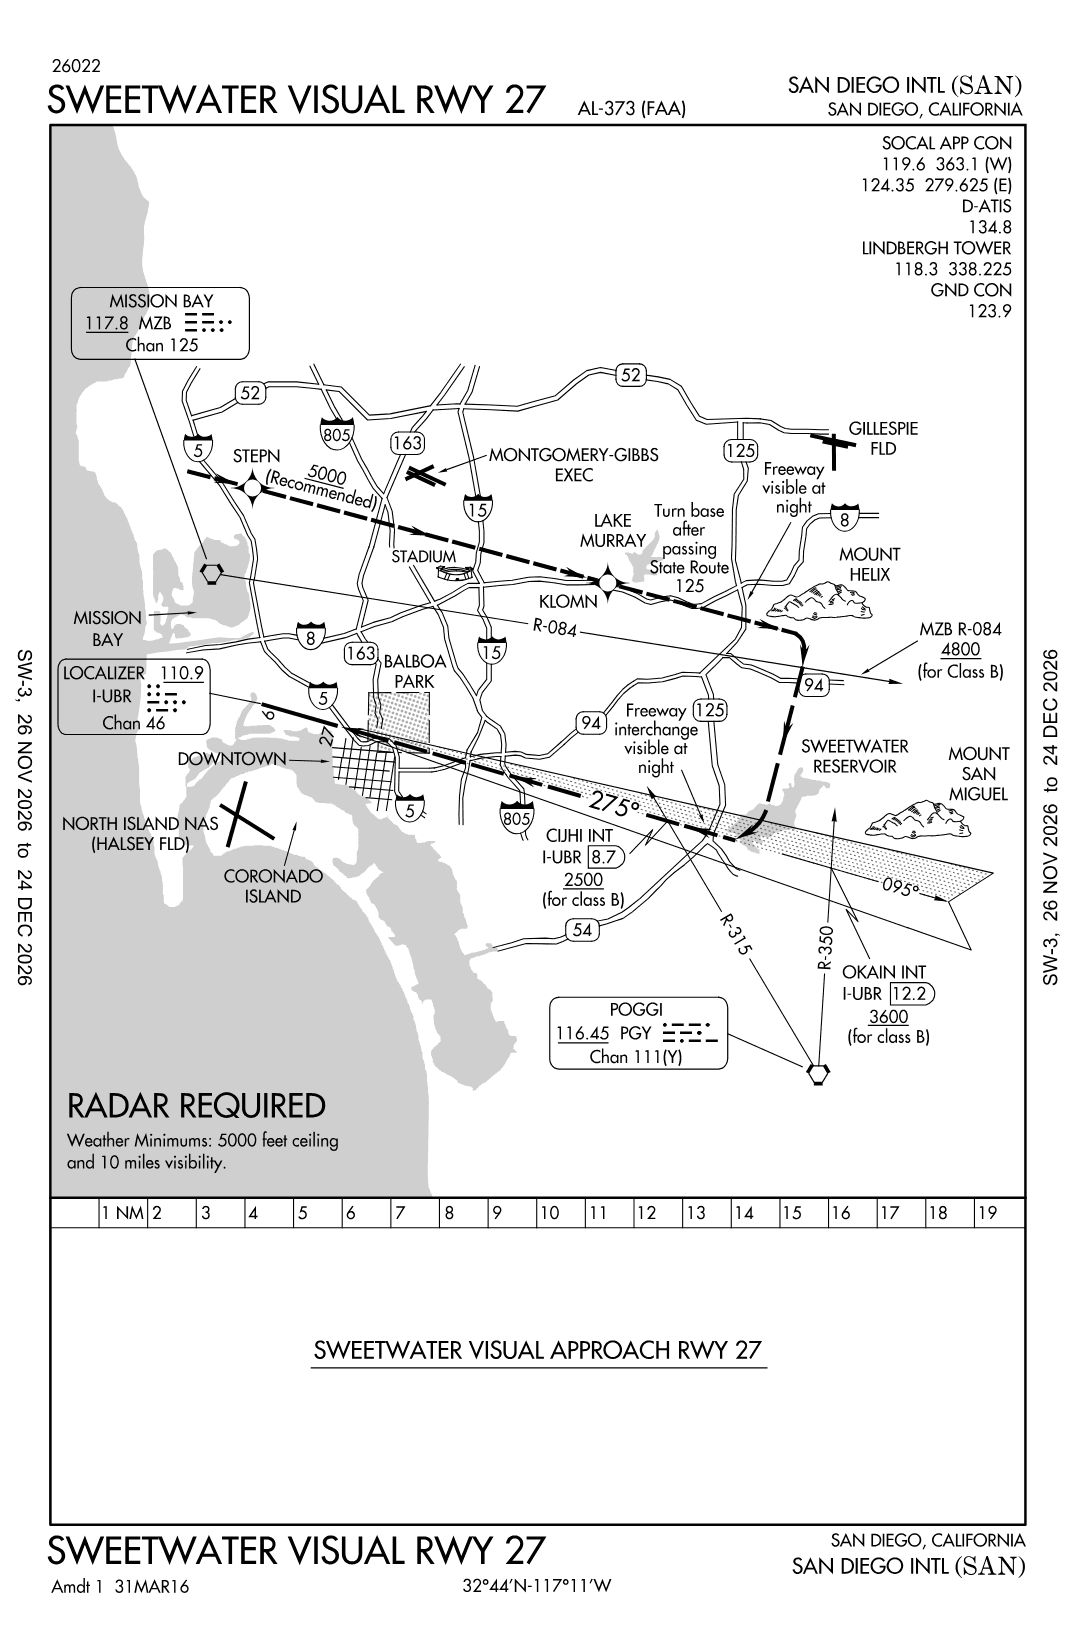 26022
SWEETWATER VISUAL RWY 27
AL-373 (FAA)
SAN DIEGO INTL (SAN)
SAN DIEGO, CALIFORNIA
SOCAL APP CON
119.6 363.1 (W)
124.35 279.625 (E)
D-ATIS
134.8
LINDBERGH TOWER
118.3 338.225
GND CON
123.9
MISSION BAY
117.8 MZB
Chan 125
52
52
805
163
5
125
GILLESPIE
FLD
STEPN
5000
(Recommended)
MONTGOMERY-GIBBS
EXEC
Freeway
visible at
night
15
8
LAKE
MURRAY
Turn base
after
passing
State Route
125
STADIUM
MOUNT
HELIX
KLOMN
R-084
MISSION
BAY
8
15
163
MZB R-084
4800
(for Class B)
LOCALIZER 110.9
I-UBR
Chan 46
BALBOA
PARK
5
94
9
27
94
125
Freeway
interchange
visible at
night
DOWNTOWN
SWEETWATER
RESERVOIR
MOUNT
SAN
MIGUEL
275°
5
805
NORTH ISLAND NAS
(HALSEY FLD)
CORONADO
ISLAND
CIJHI INT
I-UBR 8.7
2500
(for class B)
095°
54
R-315
R-350
OKAIN INT
I-UBR 12.2
3600
(for class B)
POGGI
116.45 PGY
Chan 111(Y)
RADAR REQUIRED
Weather Minimums: 5000 feet ceiling
and 10 miles visibility.
1 NM 2 3 4 5 6 7 8 9 10 11 12 13 14 15 16 17 18 19
SWEETWATER VISUAL APPROACH RWY 27
SW-3, 26 NOV 2026 to 24 DEC 2026
SW-3, 26 NOV 2026 to 24 DEC 2026
SWEETWATER VISUAL RWY 27
Amdt 1 31MAR16
32°44'N-117°11'W
SAN DIEGO, CALIFORNIA
SAN DIEGO INTL (SAN)